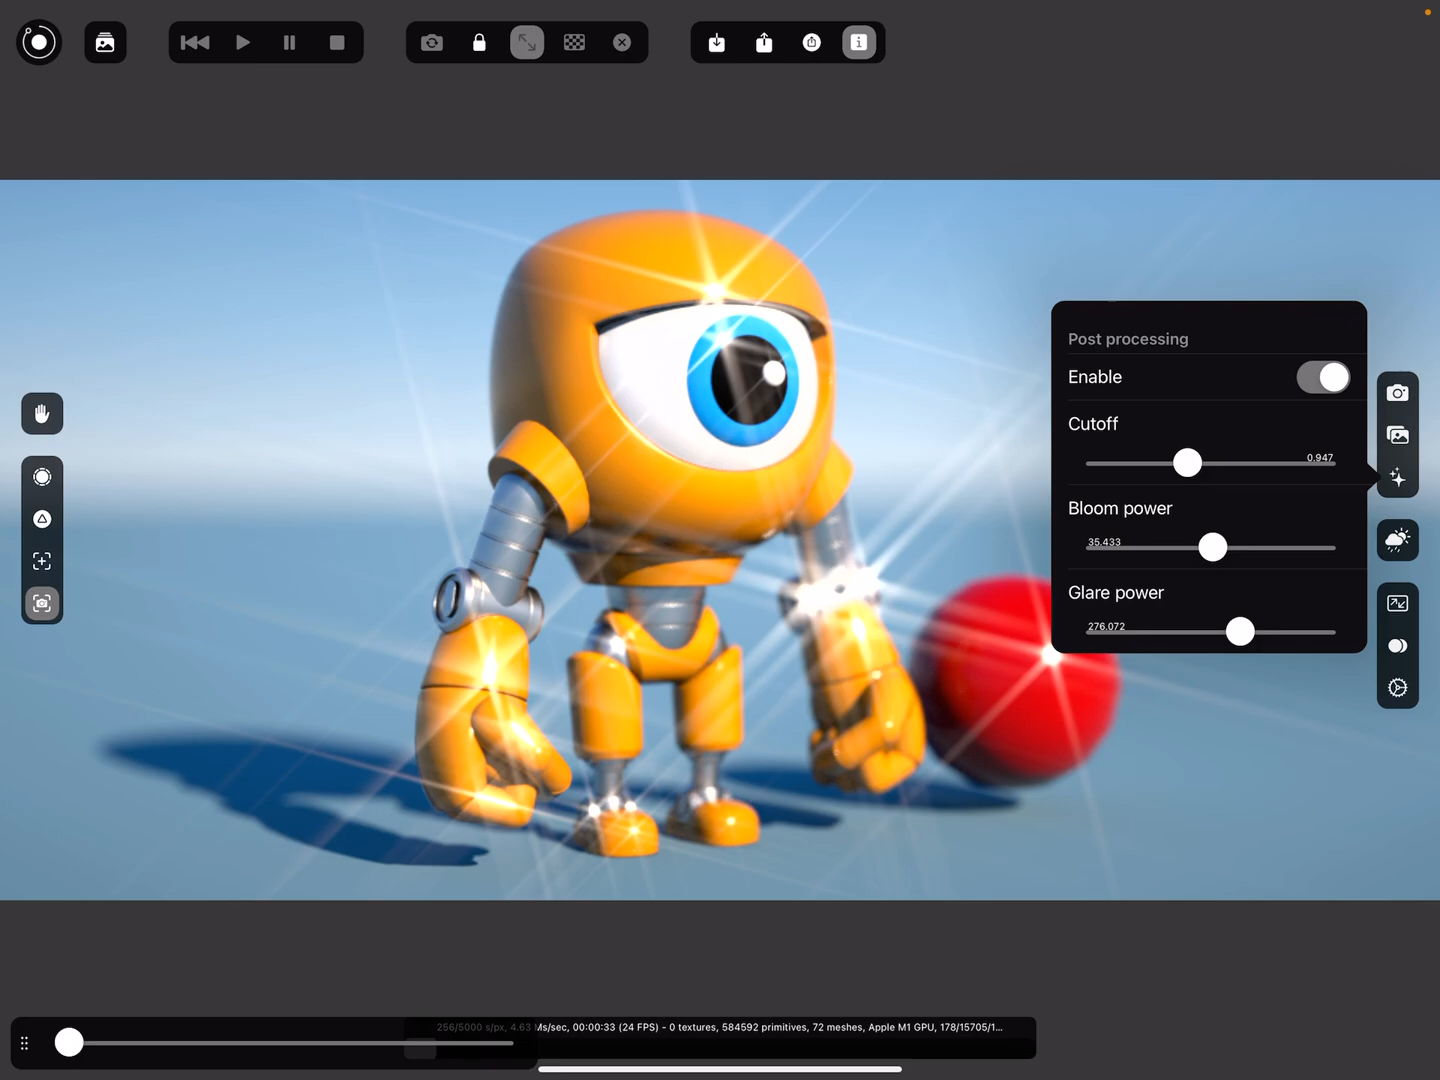 Post processing
Enable
Cutoff
0.947
Bloom power
35.433
Glare power
276.072
256/5000 s/px, 4.63 Ms/sec, 00:00:33 (24 FPS) - 0 textures, 584592 primitives, 72 meshes, Apple M1 GPU, 178/15705/1...